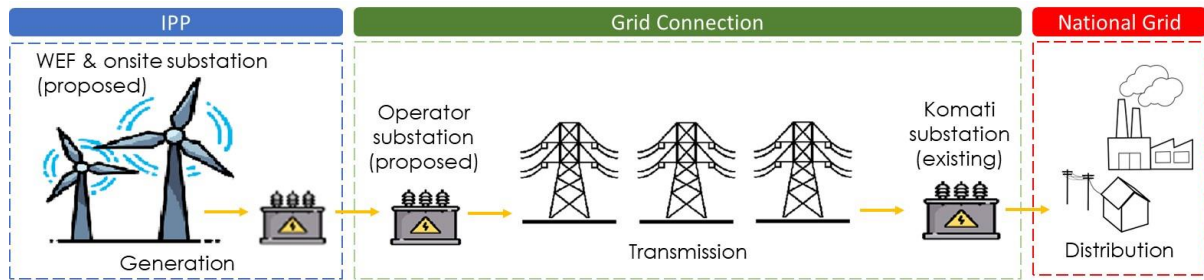 IPP
Grid Connection
National Grid
WEF & onsite substation
(proposed)
Generation
Operator
substation
(proposed)
Transmission
Komati
substation
(existing)
Distribution